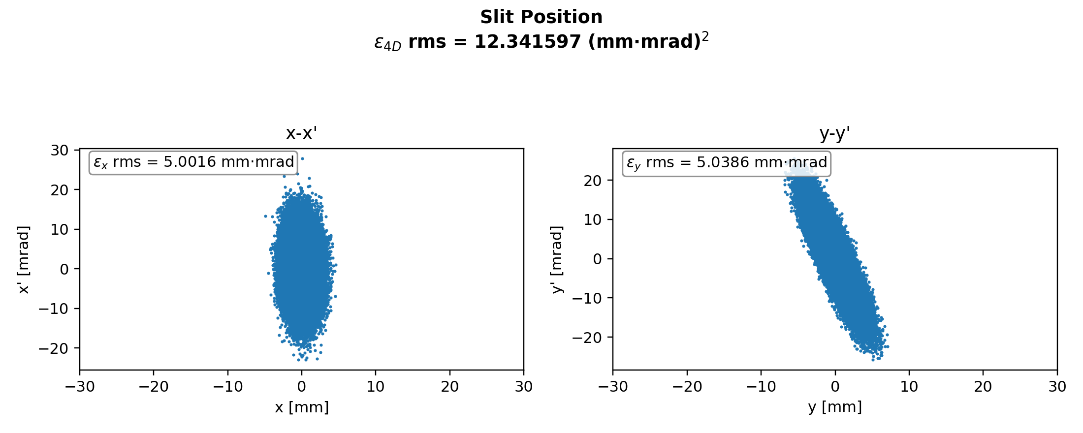 Slit Position
ε4D rms = 12.341597 (mm·mrad)²
x-x'
εx rms = 5.0016 mm·mrad
30
20
10
0
−10
−20
x' [mrad]
−30
−20
−10
0
10
20
30
x [mm]
y-y'
εy rms = 5.0386 mm·mrad
20
10
0
−10
−20
y' [mrad]
−30
−20
−10
0
10
20
30
y [mm]